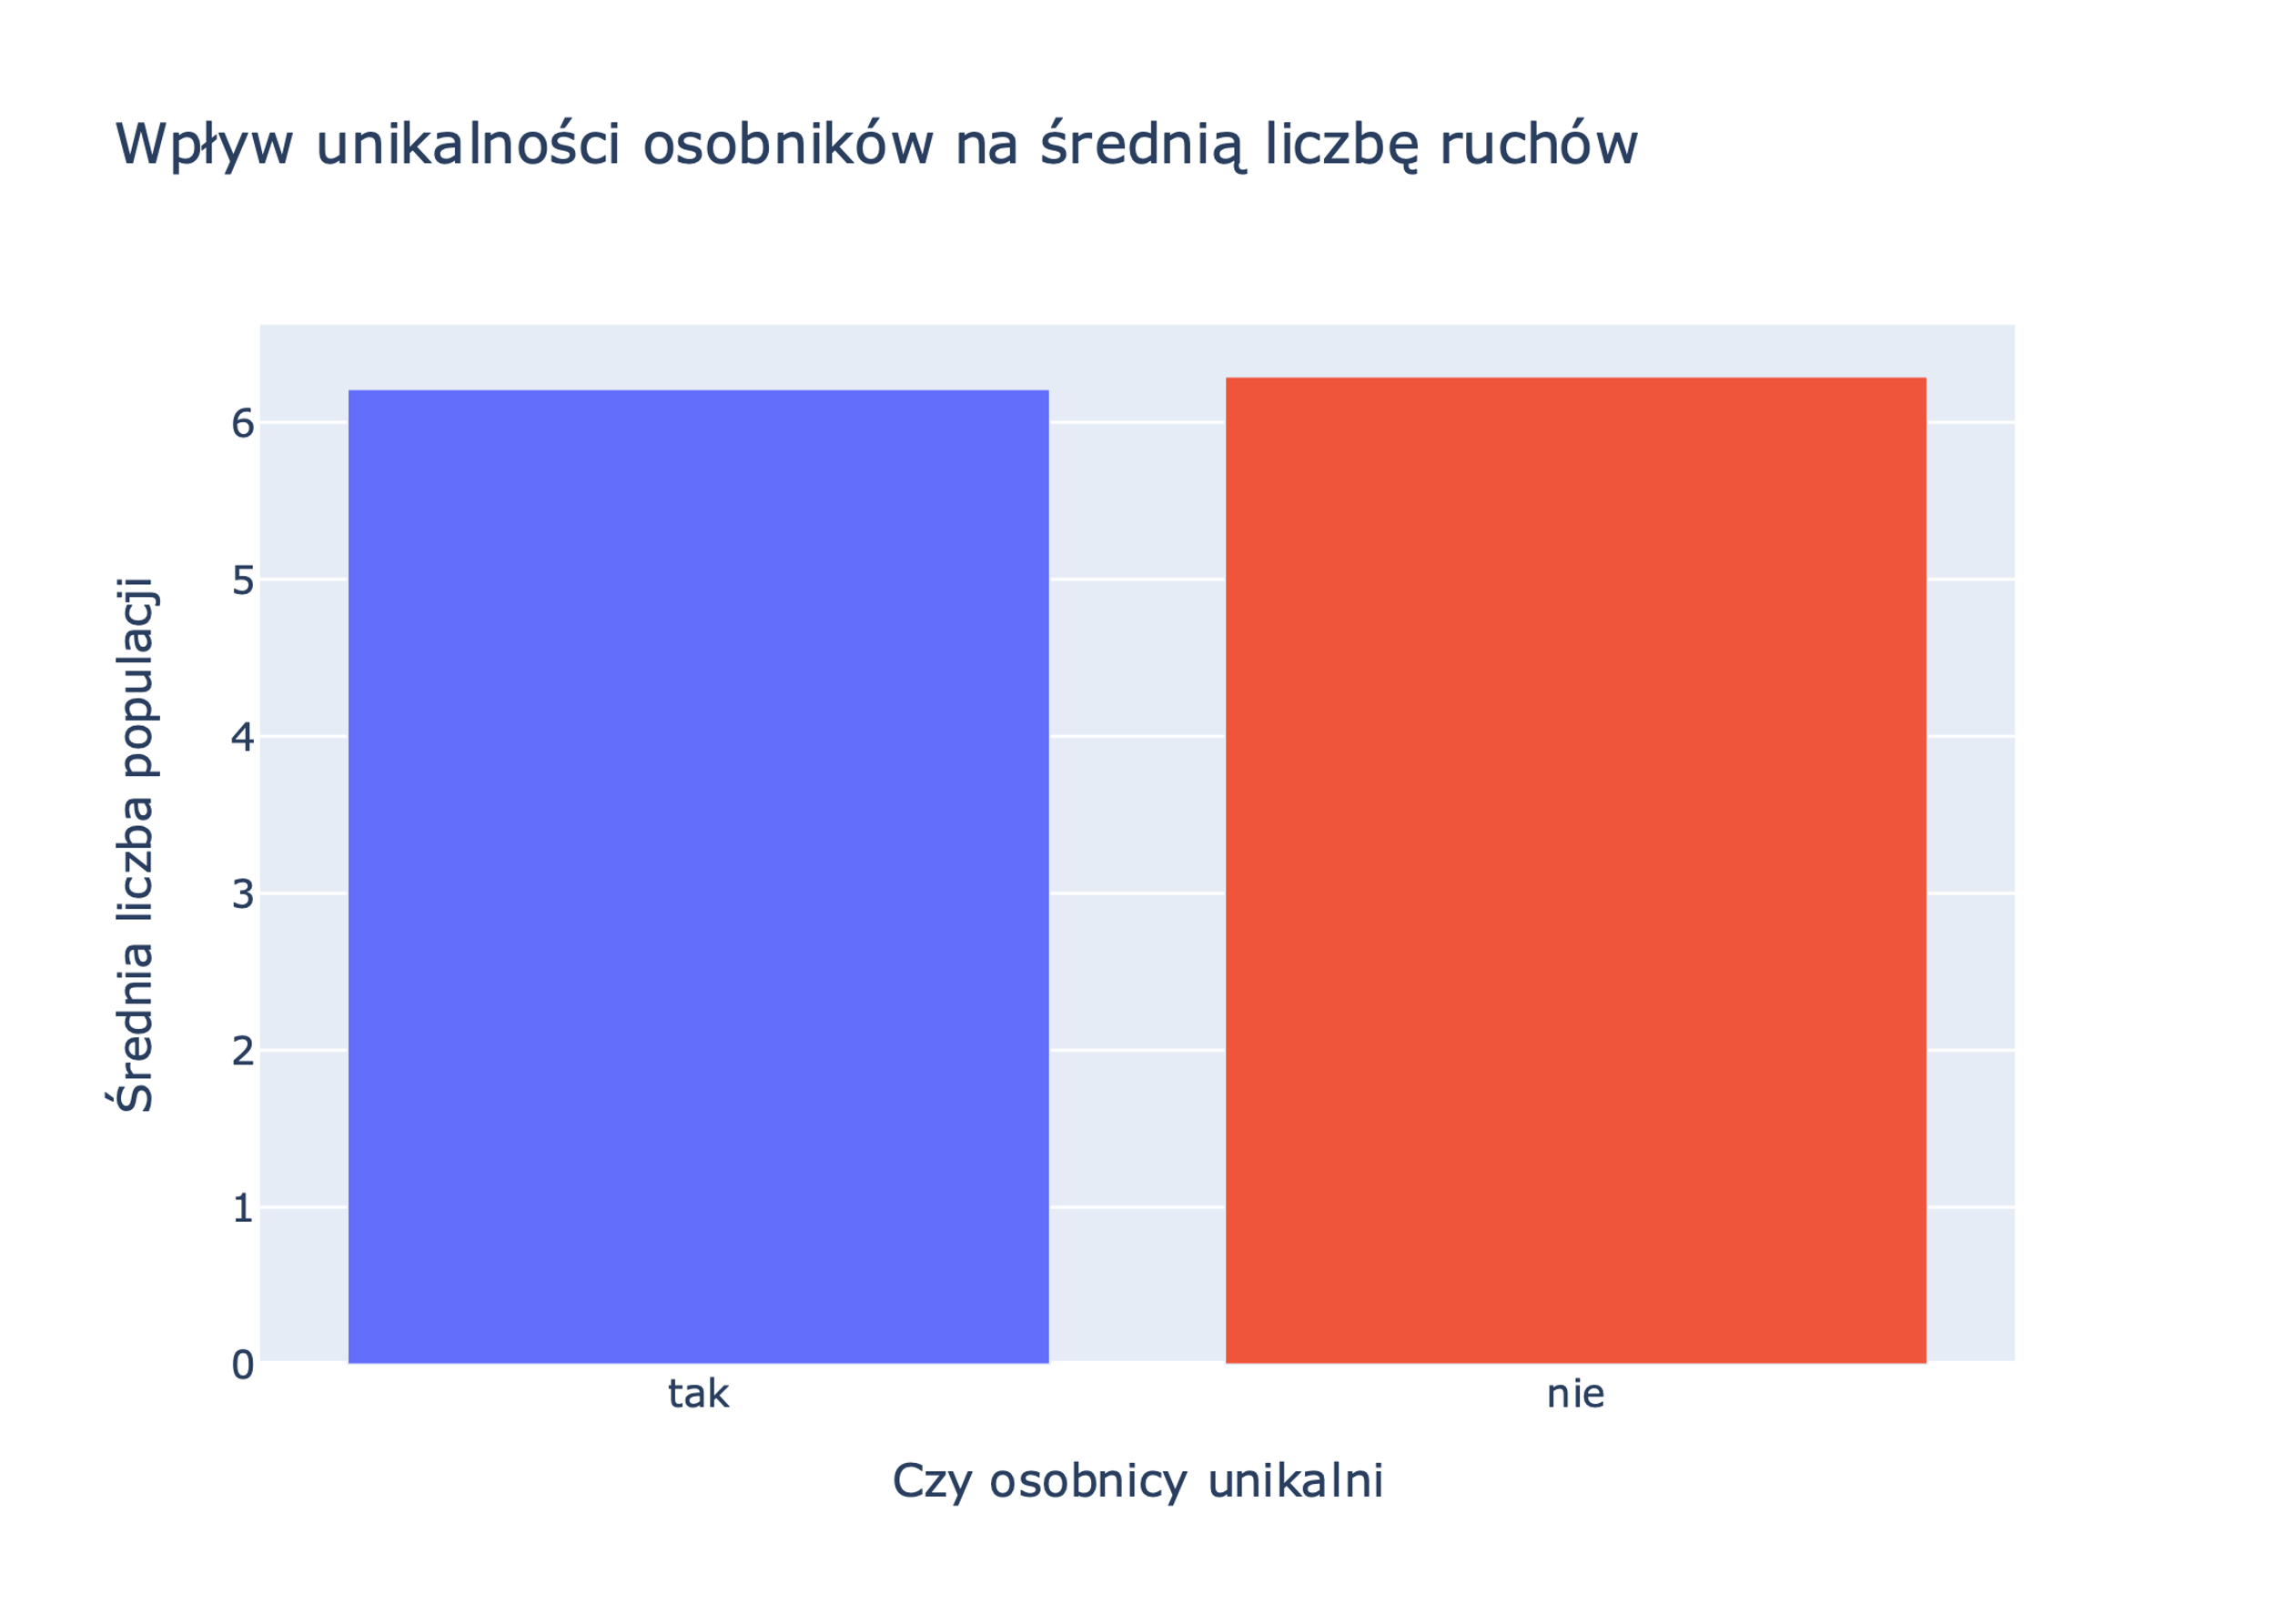 Wpływ unikalności osobników na średnią liczbę ruchów
Średnia liczba populacji
6
5
4
3
2
1
0
tak
nie
Czy osobnicy unikalni